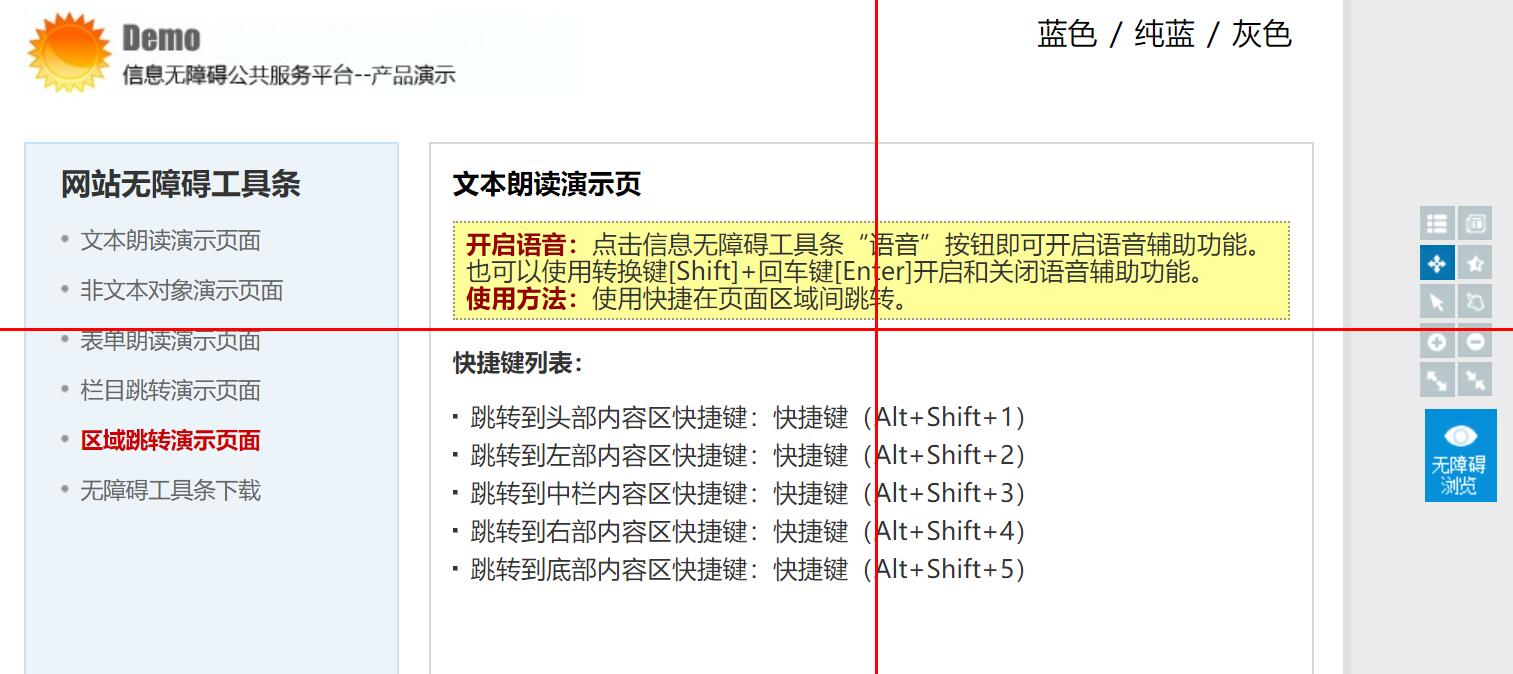 Demo
信息无障碍公共服务平台--产品演示
蓝色 / 纯蓝 / 灰色
网站无障碍工具条
文本朗读演示页面
非文本对象演示页面
表单朗读演示页面
栏目跳转演示页面
区域跳转演示页面
无障碍工具条下载
文本朗读演示页
开启语音：点击信息无障碍工具条“语音”按钮即可开启语音辅助功能。
也可以使用转换键[Shift]+回车键[Enter]开启和关闭语音辅助功能。
使用方法：使用快捷在页面区域间跳转。
快捷键列表：
跳转到头部内容区快捷键：快捷键（Alt+Shift+1）
跳转到左部内容区快捷键：快捷键（Alt+Shift+2）
跳转到中栏内容区快捷键：快捷键（Alt+Shift+3）
跳转到右部内容区快捷键：快捷键（Alt+Shift+4）
跳转到底部内容区快捷键：快捷键（Alt+Shift+5）
无障碍
浏览